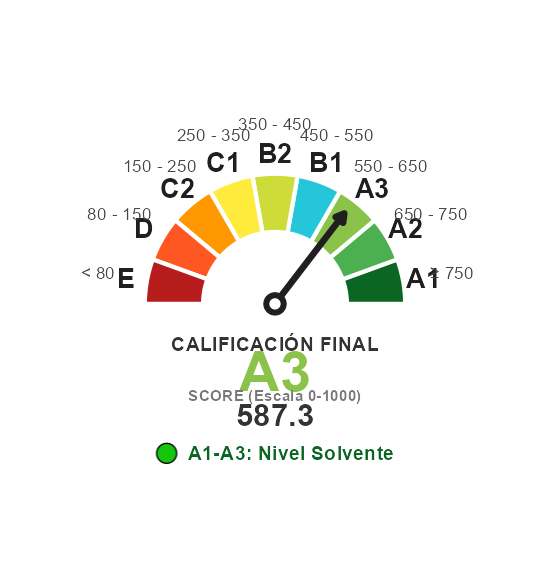 350 - 450
250 - 350
450 - 550
B2
C1
B1
150 - 250
550 - 650
C2
A3
80 - 150
650 - 750
D
A2
< 80
E
A1
≥ 750
CALIFICACIÓN FINAL
A3
SCORE (Escala 0-1000)
587.3
A1-A3: Nivel Solvente